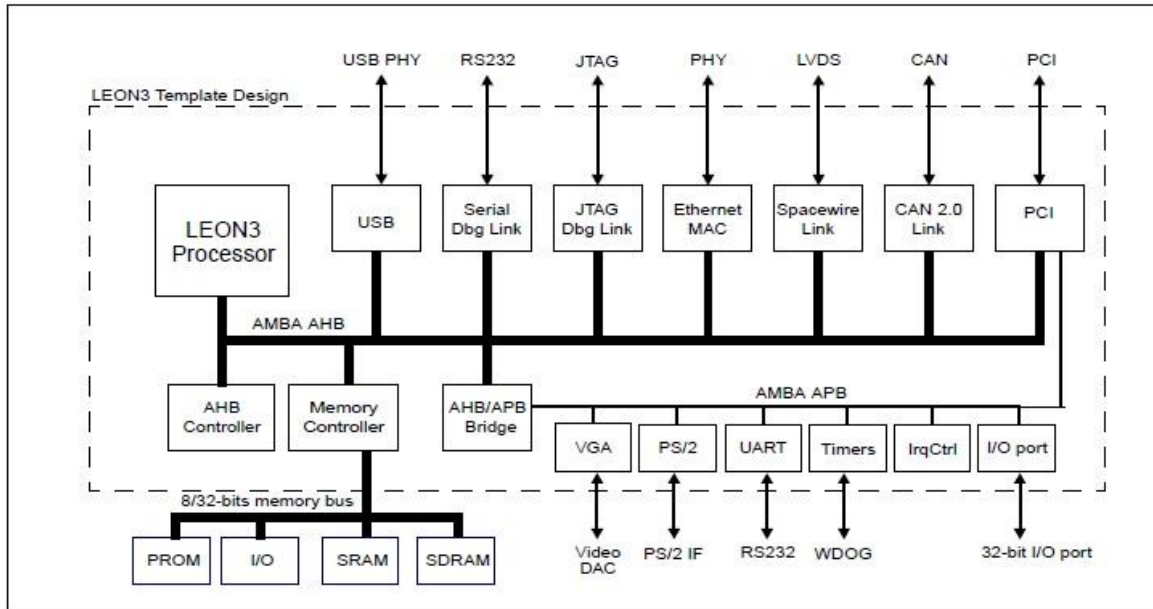 USB PHY
RS232
JTAG
PHY
LVDS
CAN
PCI
LEON3 Template Design
LEON3
Processor
USB
Serial
Dbg Link
JTAG
Dbg Link
Ethernet
MAC
Spacewire
Link
CAN 2.0
Link
PCI
AMBA AHB
AHB
Controller
Memory
Controller
AHB/APB
Bridge
AMBA APB
VGA
PS/2
UART
Timers
IrqCtrl
I/O port
8/32-bits memory bus
PROM
I/O
SRAM
SDRAM
Video
DAC
PS/2 IF
RS232
WDOG
32-bit I/O port